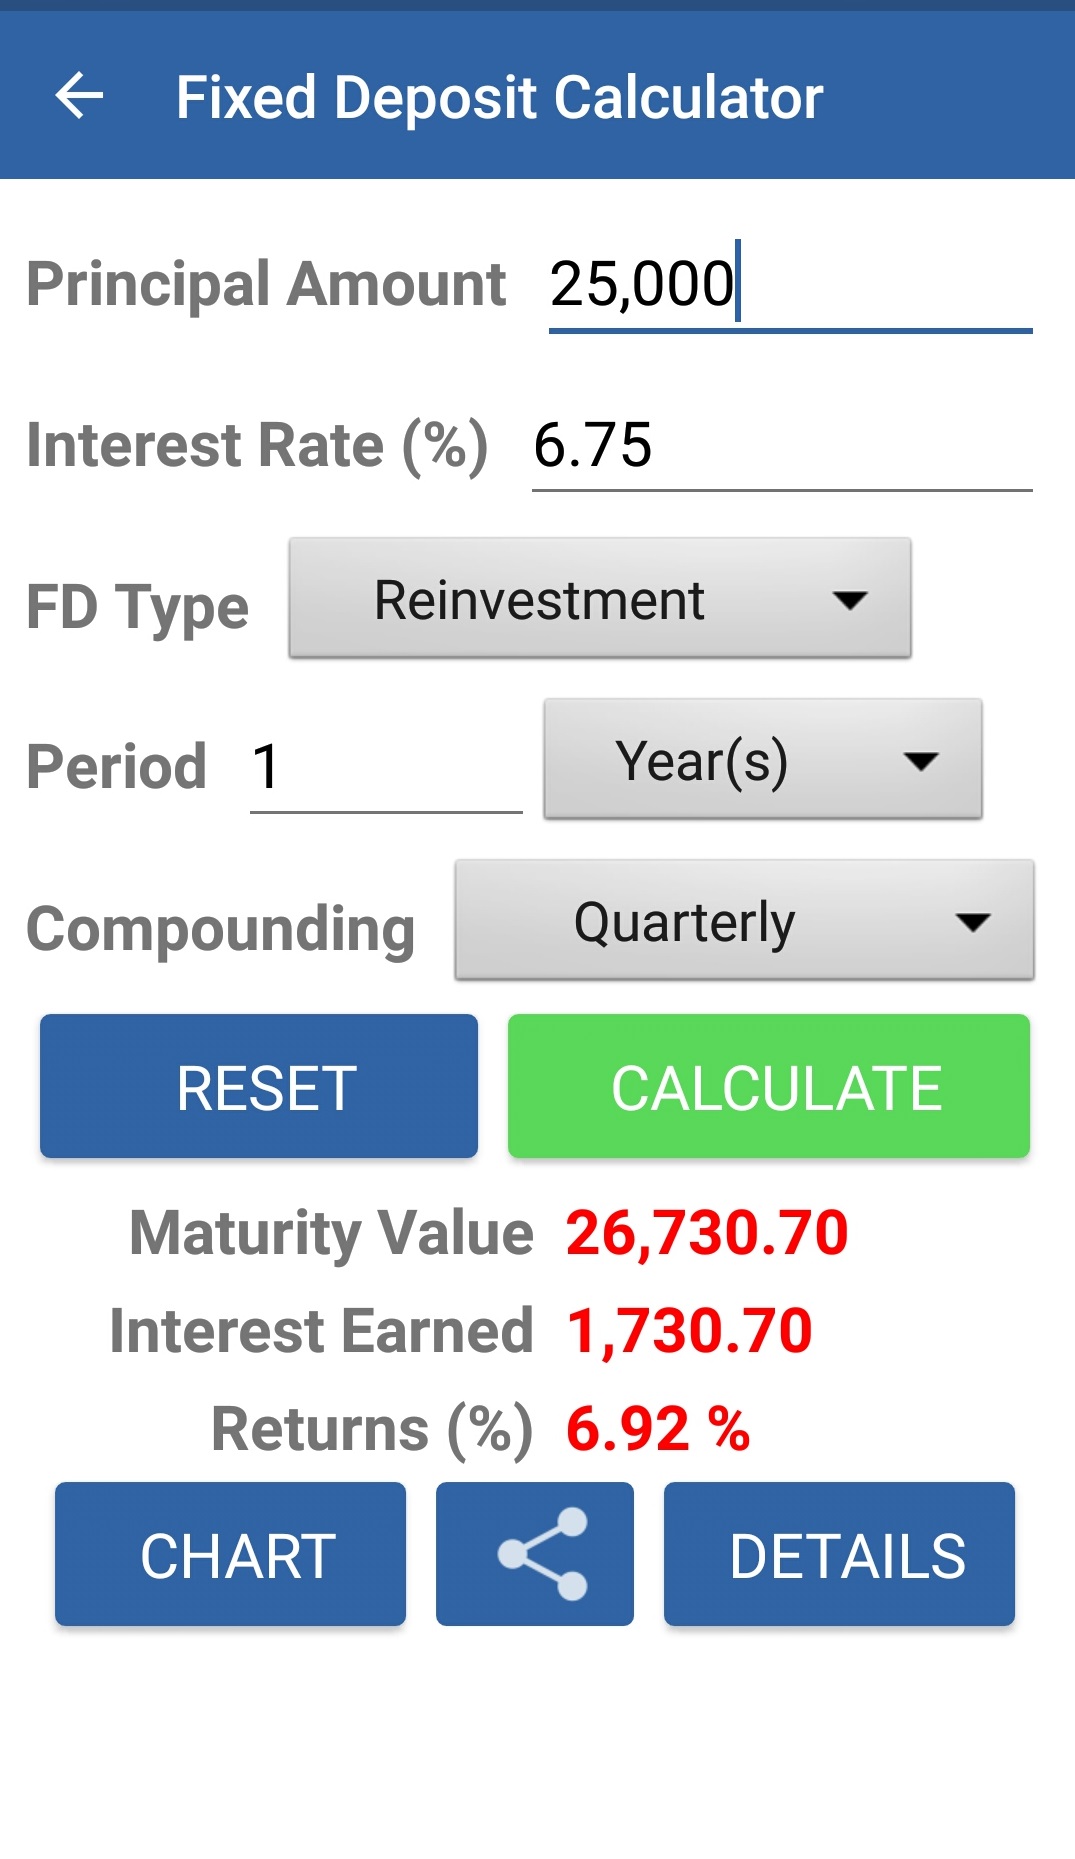 Fixed Deposit Calculator
Principal Amount 25,000
Interest Rate (%) 6.75
FD Type Reinvestment
Period 1 Year(s)
Compounding Quarterly
RESET CALCULATE
Maturity Value 26,730.70
Interest Earned 1,730.70
Returns (%) 6.92 %
CHART DETAILS